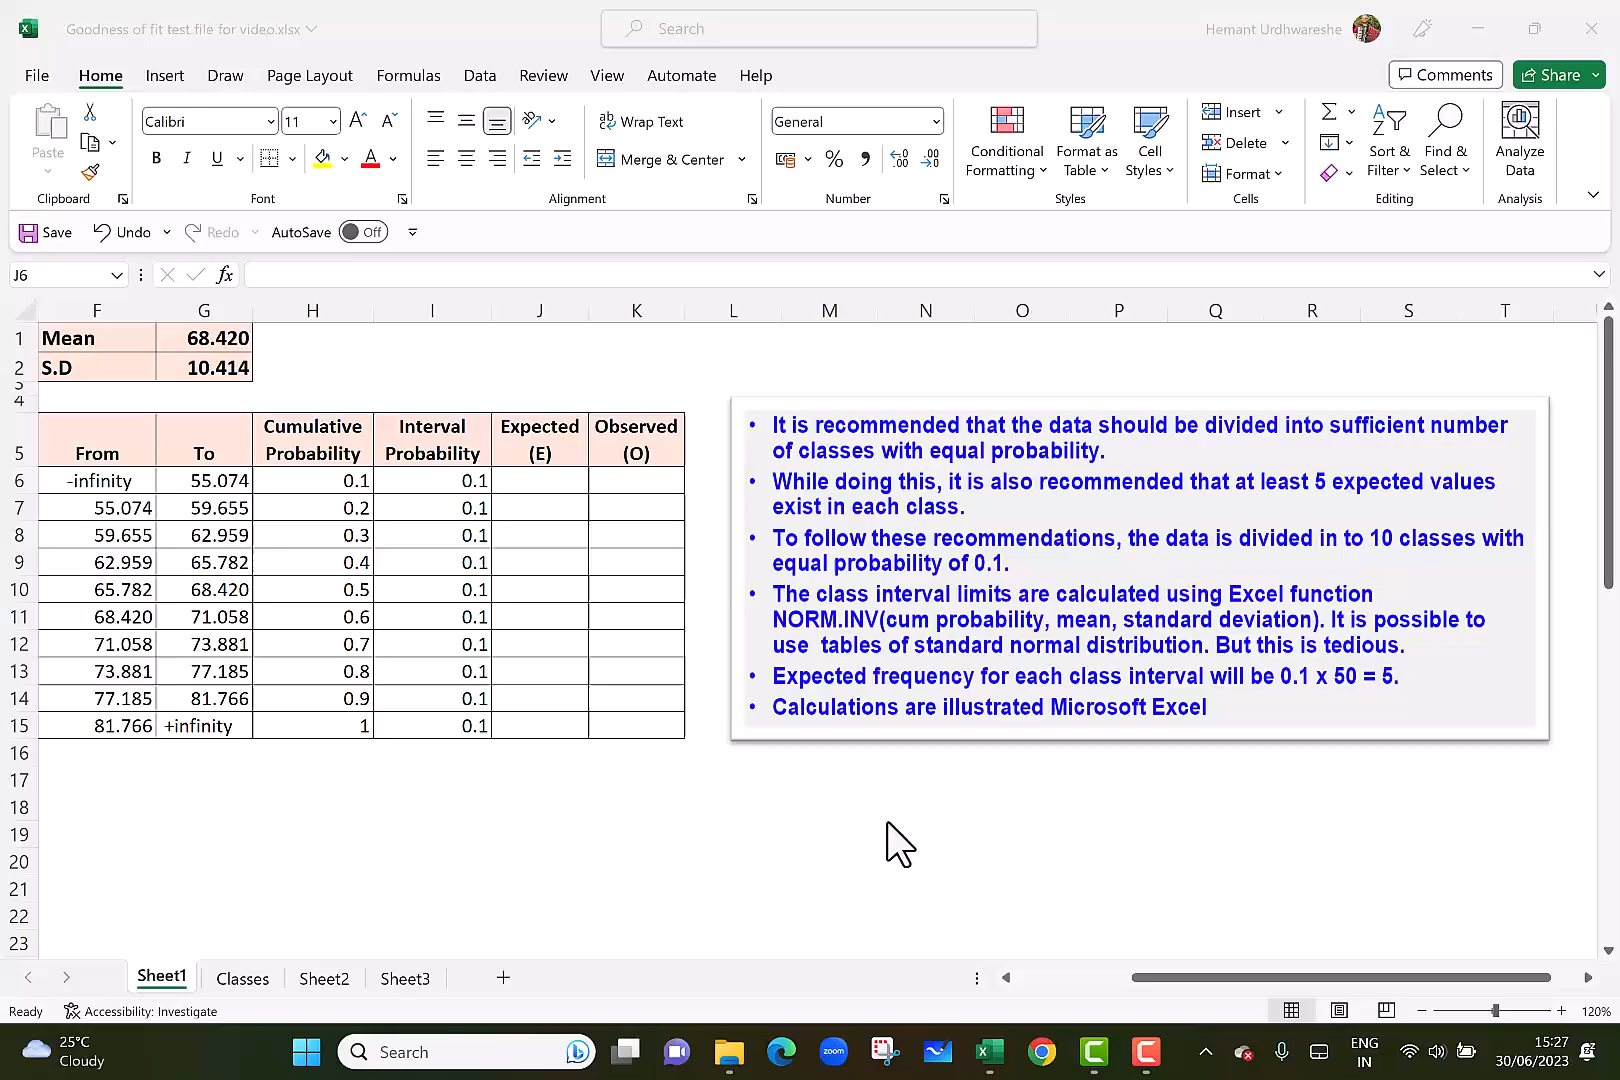 Goodness of fit test file for video.xlsx
Search
Hemant Urdhwareshe
File Home Insert Draw Page Layout Formulas Data Review View Automate Help
Comments Share
Paste
Clipboard
Calibri 11
B I U A
Font
ab Wrap Text
Merge & Center
Alignment
General
% 9 .00
Number
Conditional Formatting
Format as Table
Cell Styles
Styles
Insert
Delete
Format
Cells
Sort & Filter
Find & Select
Editing
Analyze Data
Analysis
Save Undo Redo AutoSave Off
J6 fx
F G H I J K L M N O P Q R S T
1 Mean 68.420
2 S.D 10.414
3
4
Cumulative Interval Expected Observed
5 From To Probability Probability (E) (O)
6 -infinity 55.074 0.1 0.1
7 55.074 59.655 0.2 0.1
8 59.655 62.959 0.3 0.1
9 62.959 65.782 0.4 0.1
10 65.782 68.420 0.5 0.1
11 68.420 71.058 0.6 0.1
12 71.058 73.881 0.7 0.1
13 73.881 77.185 0.8 0.1
14 77.185 81.766 0.9 0.1
15 81.766 +infinity 1 0.1
16
17
18
19
20
21
22
23
• It is recommended that the data should be divided into sufficient number
of classes with equal probability.
• While doing this, it is also recommended that at least 5 expected values
exist in each class.
• To follow these recommendations, the data is divided in to 10 classes with
equal probability of 0.1.
• The class interval limits are calculated using Excel function
NORM.INV(cum probability, mean, standard deviation). It is possible to
use tables of standard normal distribution. But this is tedious.
• Expected frequency for each class interval will be 0.1 x 50 = 5.
• Calculations are illustrated Microsoft Excel
Sheet1 Classes Sheet2 Sheet3
Ready Accessibility: Investigate
120%
25°C
Cloudy
Search
zoom
ENG
IN
15:27
30/06/2023